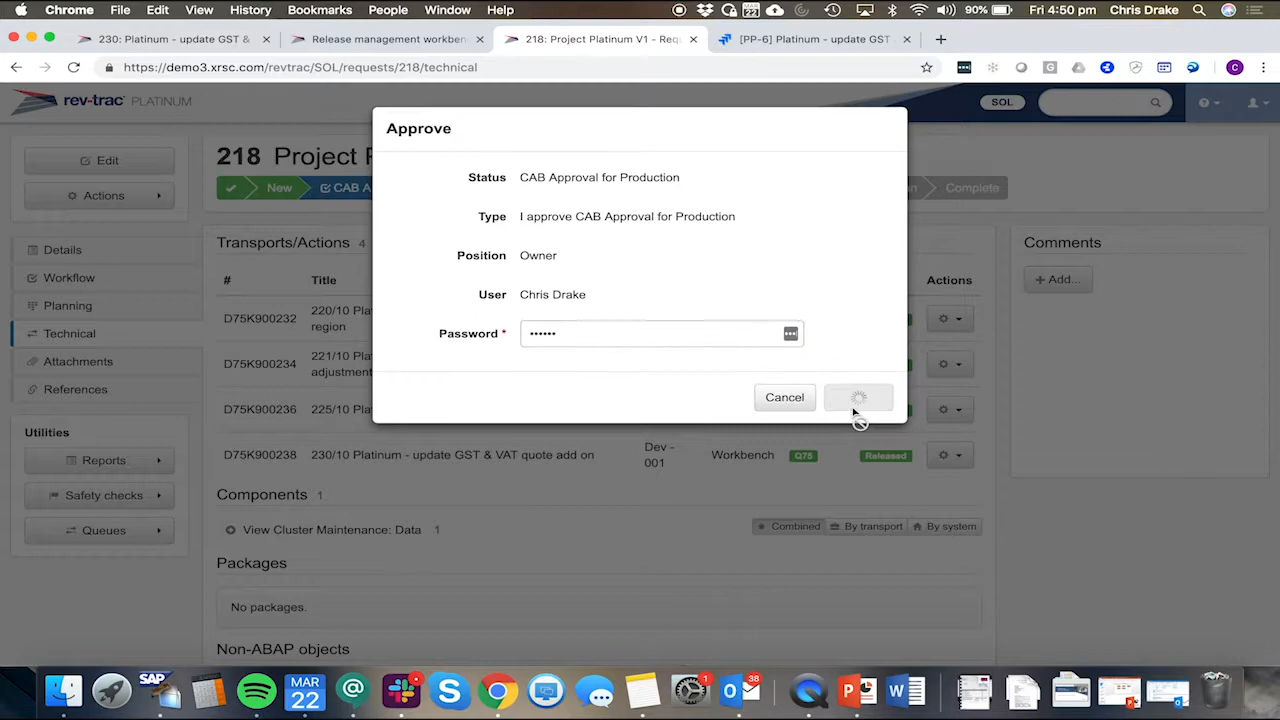 Chrome File Edit View History Bookmarks People Window Help 90% Fri 4:50 pm Chris Drake
230: Platinum - update GST & × Release management workben × 218: Project Platinum V1 - Requ × [PP-6] Platinum - update GST ×
https://demo3.xrsc.com/revtrac/SOL/requests/218/technical C
rev-trac PLATINUM SOL
Edit
Actions
218 Project P
New CAB A
an Complete
Approve
Status CAB Approval for Production
Type I approve CAB Approval for Production
Position Owner
User Chris Drake
Password * ••••••
Cancel
Details
Workflow
Planning
Technical
Attachments
References
Utilities
Reports
Safety checks
Queues
Transports/Actions 4
# Title Actions
D75K900232 220/10 Pla
region
D75K900234 221/10 Plat
adjustment
D75K900236 225/10 Pla
D75K900238 230/10 Platinum - update GST & VAT quote add on Dev -
001 Workbench Q75 Released
Components 1
View Cluster Maintenance: Data 1 Combined By transport By system
Packages
No packages.
Non-ABAP objects
Comments
+ Add...
SAP MAR 22 1 38